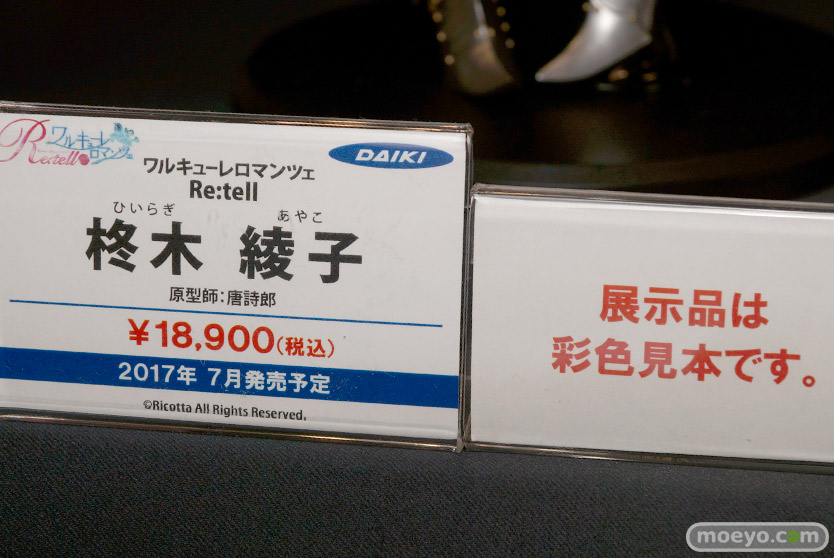 Re:tell
ワルキューレ
ロマンツェ
DAIKI
ワルキューレロマンツェ
Re:tell
ひいらぎ あやこ
柊木 綾子
原型師：唐詩郎
¥18,900(税込)
2017年 7月発売予定
©Ricotta All Rights Reserved.
展示品は
彩色見本です。
moeyo.com